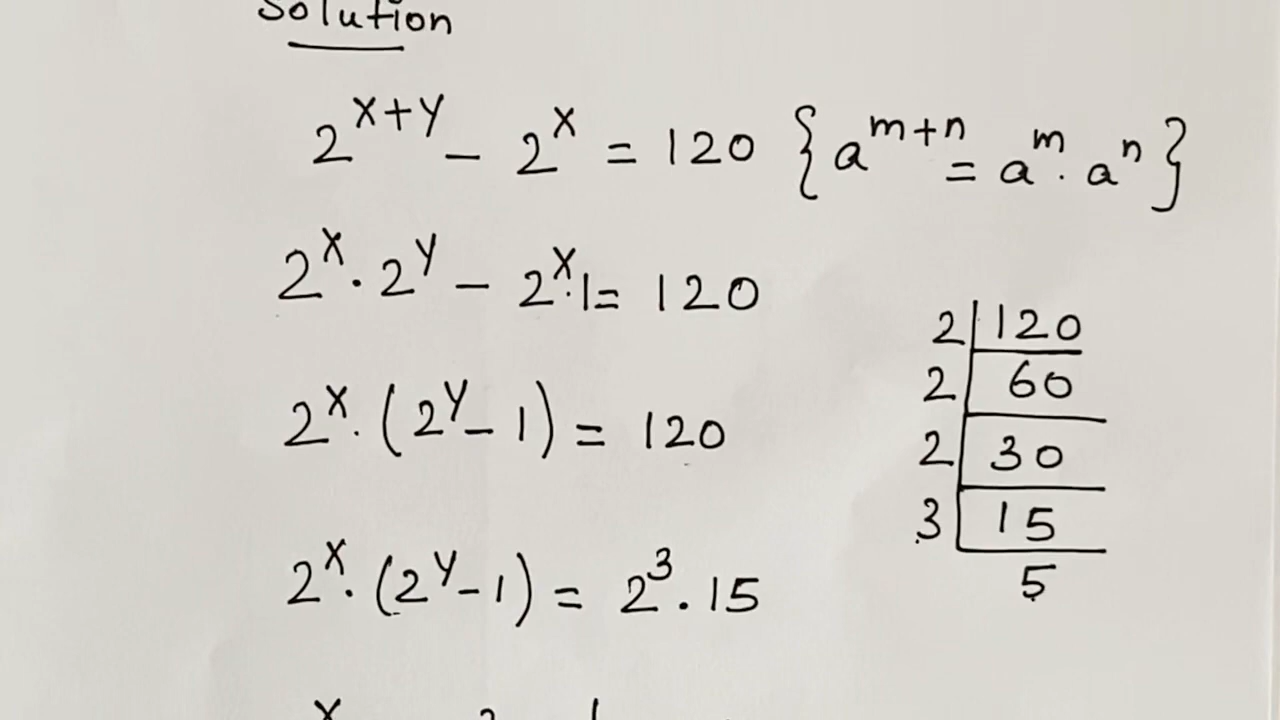 Solution
2^{x+y} - 2^x = 120 {a^{m+n} = a^m . a^n}
2^x . 2^y - 2^x . 1 = 120
2^x . (2^y - 1) = 120
2^x . (2^y - 1) = 2^3 . 15
2 | 120
2 | 60
2 | 30
3 | 15
5